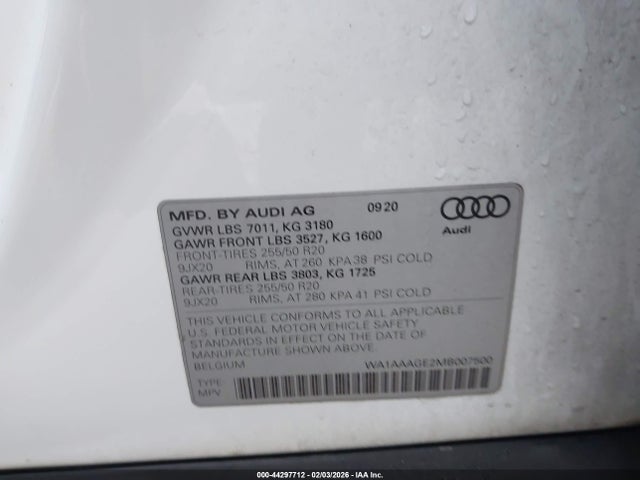 MFD. BY AUDI AG 0920
GVWR LBS 7011, KG 3180
GAWR FRONT LBS 3527, KG 1600
FRONT-TIRES 255/50 R20
9JX20 RIMS, AT 260 KPA 38 PSI COLD
GAWR REAR LBS 3803, KG 1725
REAR-TIRES 255/50 R20
9JX20 RIMS, AT 280 KPA 41 PSI COLD
Audi
THIS VEHICLE CONFORMS TO ALL APPLICABLE
U.S. FEDERAL MOTOR VEHICLE SAFETY
STANDARDS IN EFFECT ON THE DATE OF
MANUFACTURE SHOWN ABOVE.
BELGIUM WA1AAAGE2MB007500
TYPE:
MPV
000-44297712 - 02/03/2026 - IAA Inc.